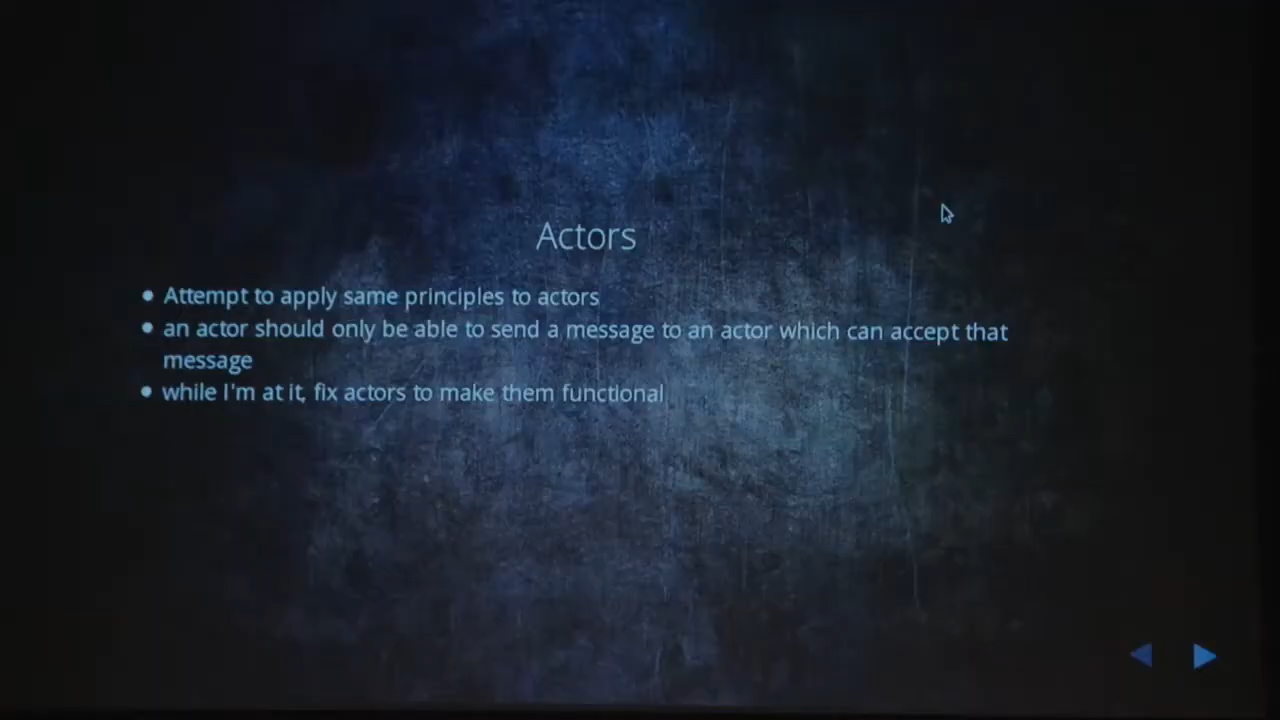 Actors
• Attempt to apply same principles to actors
• an actor should only be able to send a message to an actor which can accept that
message
• while I'm at it, fix actors to make them functional